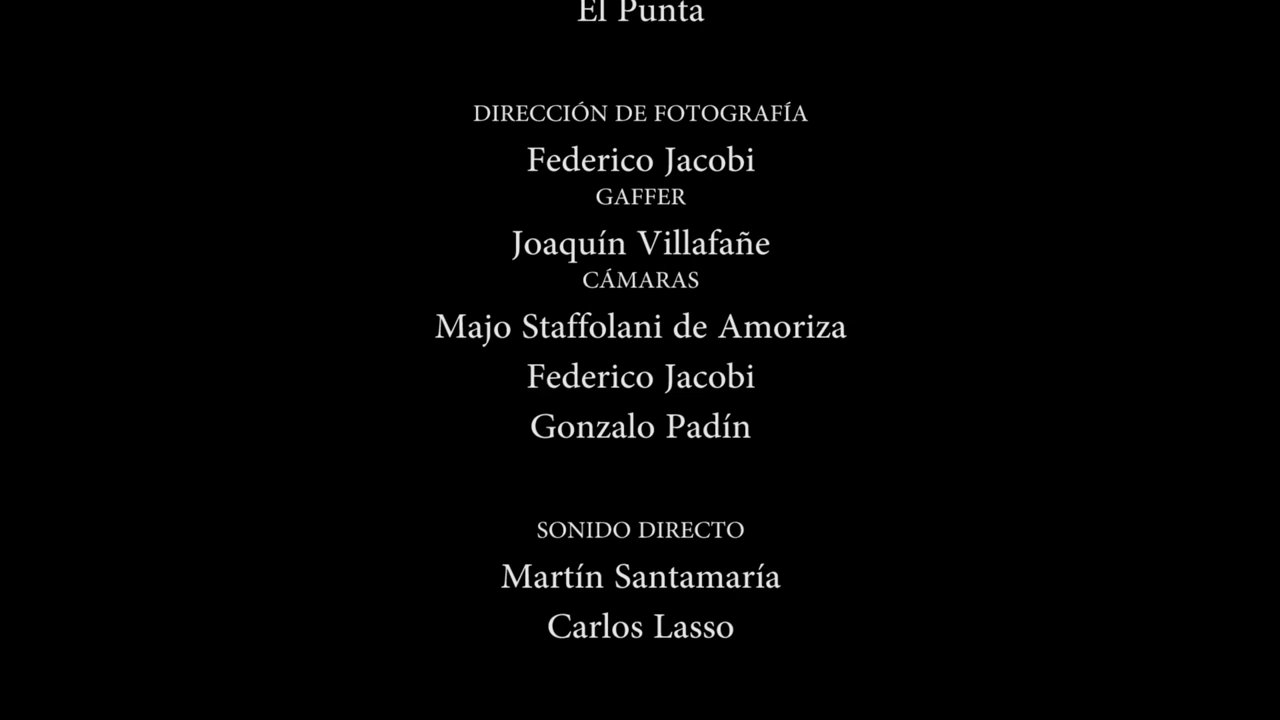 El Punta
DIRECCIÓN DE FOTOGRAFÍA
Federico Jacobi
GAFFER
Joaquín Villafañe
CÁMARAS
Majo Staffolani de Amoriza
Federico Jacobi
Gonzalo Padín
SONIDO DIRECTO
Martín Santamaría
Carlos Lasso